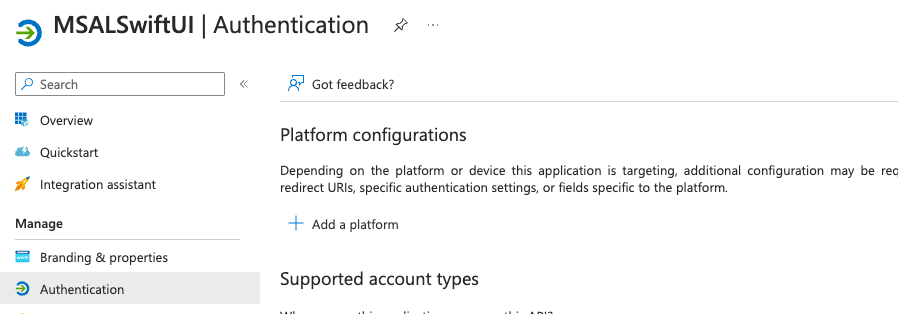 MSALSwiftUI | Authentication
Search
Got feedback?
Overview
Quickstart
Integration assistant
Manage
Branding & properties
Authentication
Platform configurations
Depending on the platform or device this application is targeting, additional configuration may be
redirect URIs, specific authentication settings, or fields specific to the platform.
Add a platform
Supported account types